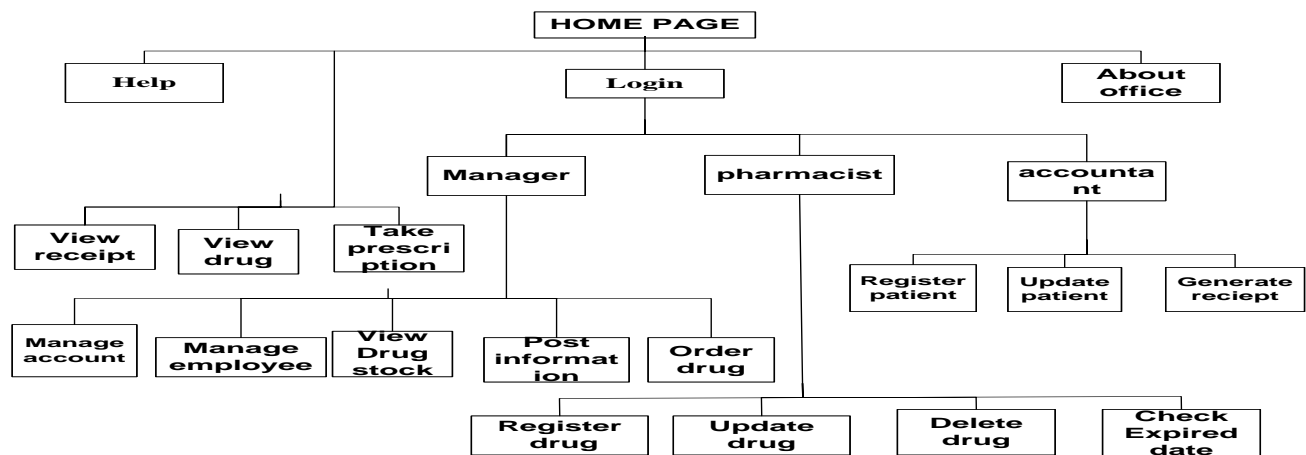 HOME PAGE
Help
Login
About
office
Manager
pharmacist
accounta
nt
View
receipt
View
drug
Take
prescri
ption
Register
patient
Update
patient
Generate
reciept
Manage
account
Manage
employee
View
Drug
stock
Post
informat
ion
Order
drug
Register
drug
Update
drug
Delete
drug
Check
Expired
date